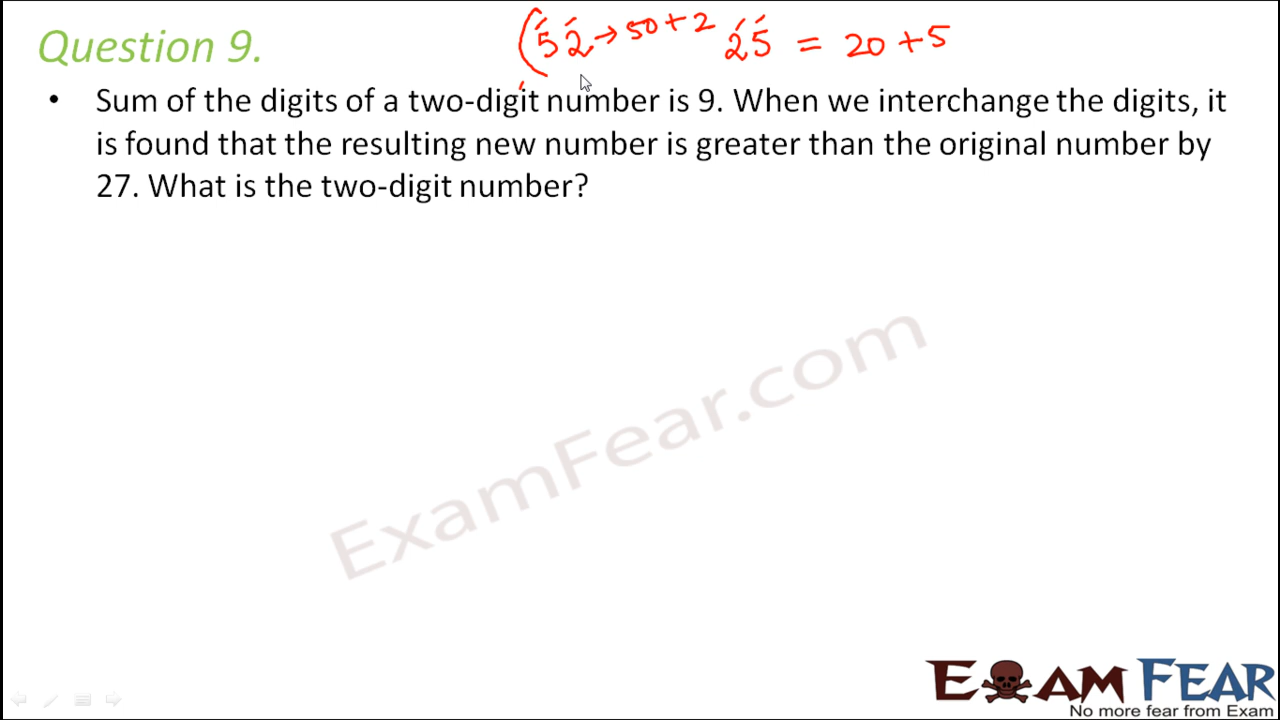 Question 9.
(52 → 50 + 2 25 = 20 + 5
• Sum of the digits of a two-digit number is 9. When we interchange the digits, it
is found that the resulting new number is greater than the original number by
27. What is the two-digit number?
ExamFear.com
EXAM FEAR
No more fear from Exam